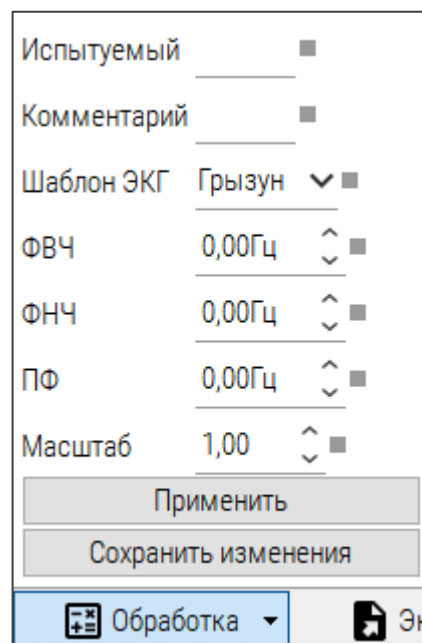 Испытуемый
Комментарий
Шаблон ЭКГ Грызун
ФВЧ 0,00Гц
ФНЧ 0,00Гц
ПФ 0,00Гц
Масштаб 1,00
Применить
Сохранить изменения
Обработка Эк